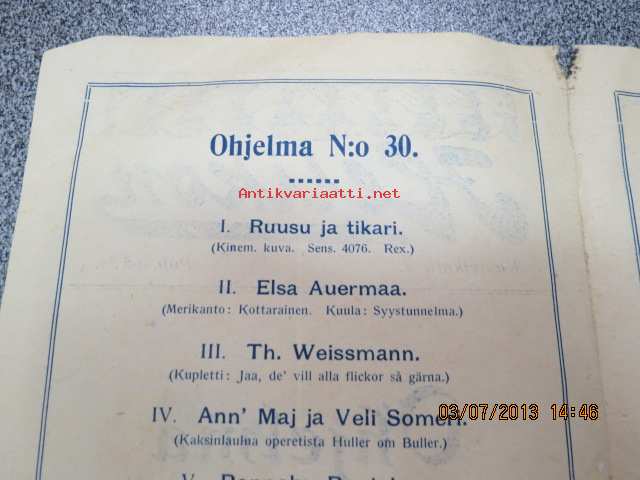 Ohjelma N:o 30.
Antikvariaatti.net
I. Ruusu ja tikari.
(Kinem. kuva. Sens. 4076. Rex.)
II. Elsa Auermaa.
(Merikanto: Kottarainen. Kuula: Syystunnelma.)
III. Th. Weissmann.
(Kupletti: Jaa, de' vill alla flickor så gärna.)
IV. Ann' Maj ja Veli Someri.
(Kaksinlaulua operetista Huller om Buller.)
V.
03/07/2013 14:46